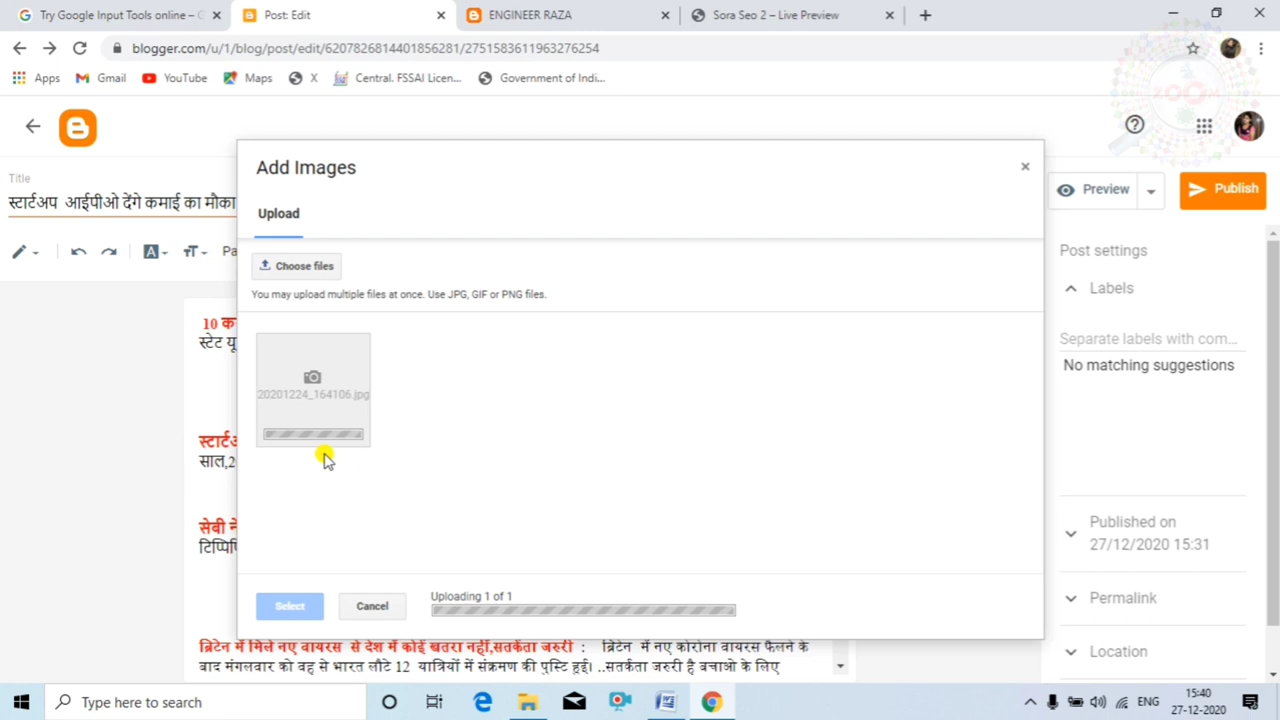 Try Google Input Tools online – G
Post: Edit
ENGINEER RAZA
Sora Seo 2 – Live Preview
blogger.com/u/1/blog/post/edit/6207826814401856281/2751583611963276254
Apps
Gmail
YouTube
Maps
X
Central. FSSAI Licen...
Government of Indi...
ZOOM
Title
स्टार्टअप आईपीओ देंगे कमाई का मौका
Preview
Publish
Add Images
Upload
Choose files
You may upload multiple files at once. Use JPG, GIF or PNG files.
20201224_164106.jpg
Select
Cancel
Uploading 1 of 1
Post settings
Labels
Separate labels with com...
No matching suggestions
Published on
27/12/2020 15:31
Permalink
Location
Pa
10 क
स्टेट यू
साल,2
सेबी ने
ब्रिटेन में मिले नए वायरस से देश में कोई खतरा नहीं,सतर्कता जरुरी : ब्रिटेन में नए कोरोना वायरस फैलने के
बाद मंगलवार को वह से भारत लौटे 12 यात्रियों में संक्रमण की पुस्टि हुई। ..सतर्कता जरुरी है बचाओ के लिए
Type here to search
ENG
15:40
27-12-2020